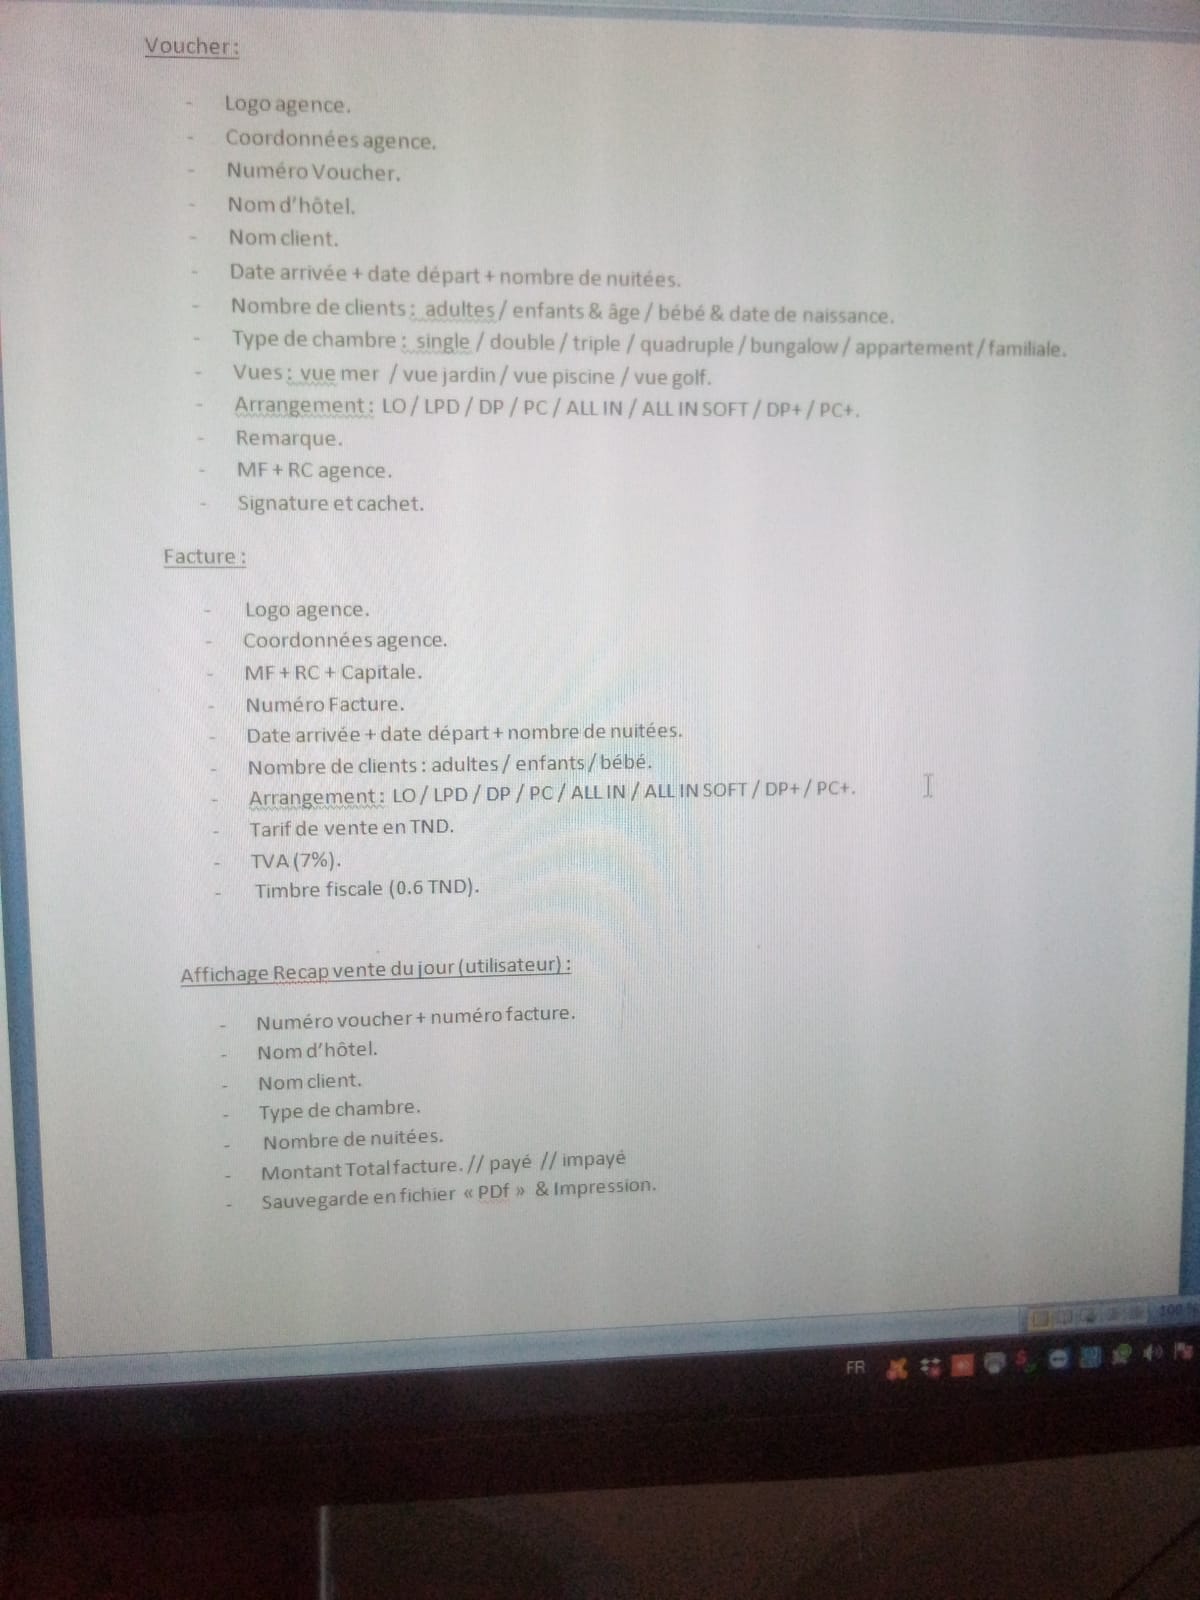 Voucher :
- Logo agence.
- Coordonnées agence.
- Numéro Voucher.
- Nom d'hôtel.
- Nom client.
- Date arrivée + date départ + nombre de nuitées.
- Nombre de clients : adultes / enfants & âge / bébé & date de naissance.
- Type de chambre : single / double / triple / quadruple / bungalow / appartement / familiale.
- Vues : vue mer / vue jardin / vue piscine / vue golf.
- Arrangement : LO / LPD / DP / PC / ALL IN / ALL IN SOFT / DP+ / PC+.
- Remarque.
- MF + RC agence.
- Signature et cachet.
Facture :
- Logo agence.
- Coordonnées agence.
- MF + RC + Capitale.
- Numéro Facture.
- Date arrivée + date départ + nombre de nuitées.
- Nombre de clients : adultes / enfants / bébé.
- Arrangement : LO / LPD / DP / PC / ALL IN / ALL IN SOFT / DP+ / PC+.
- Tarif de vente en TND.
- TVA (7%).
- Timbre fiscale (0.6 TND).
Affichage Recap vente du jour (utilisateur) :
- Numéro voucher + numéro facture.
- Nom d'hôtel.
- Nom client.
- Type de chambre.
- Nombre de nuitées.
- Montant Total facture. // payé // impayé
- Sauvegarde en fichier « PDf » & Impression.
100 %
FR